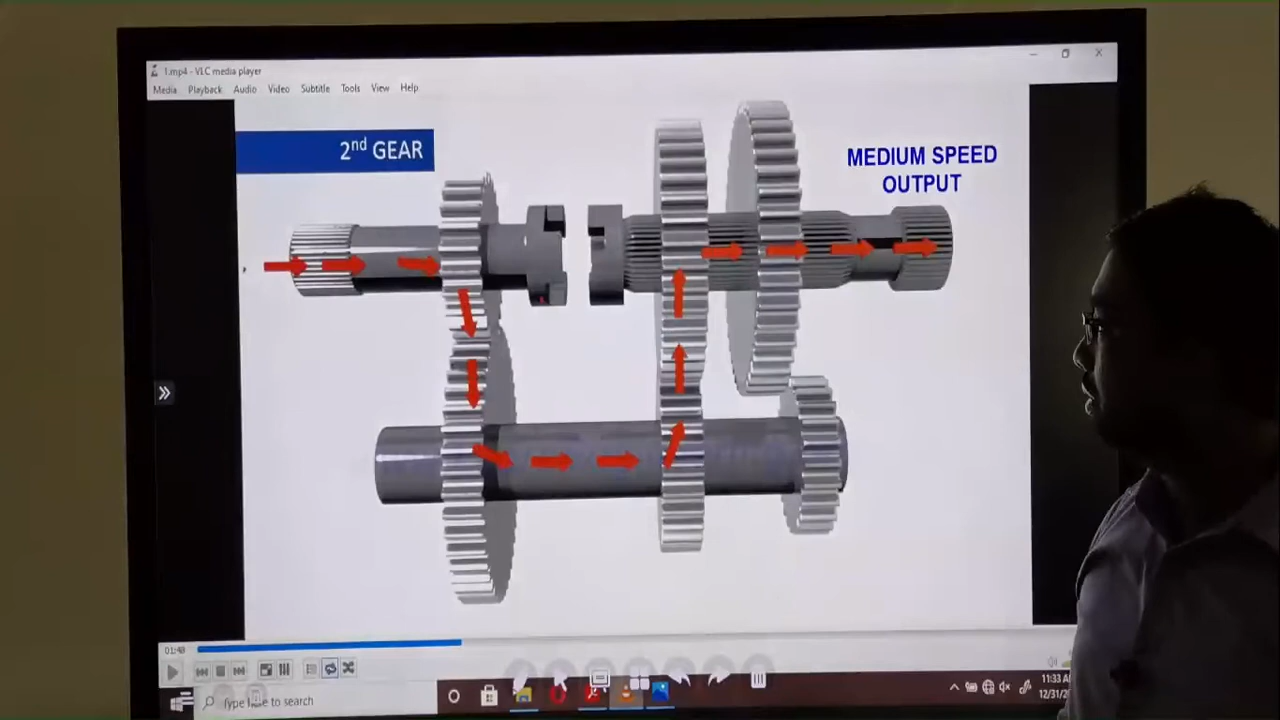 1.mp4 - VLC media player
Media Playback Audio Video Subtitle Tools View Help
2nd GEAR
MEDIUM SPEED
OUTPUT
01:48
Type here to search
11:33